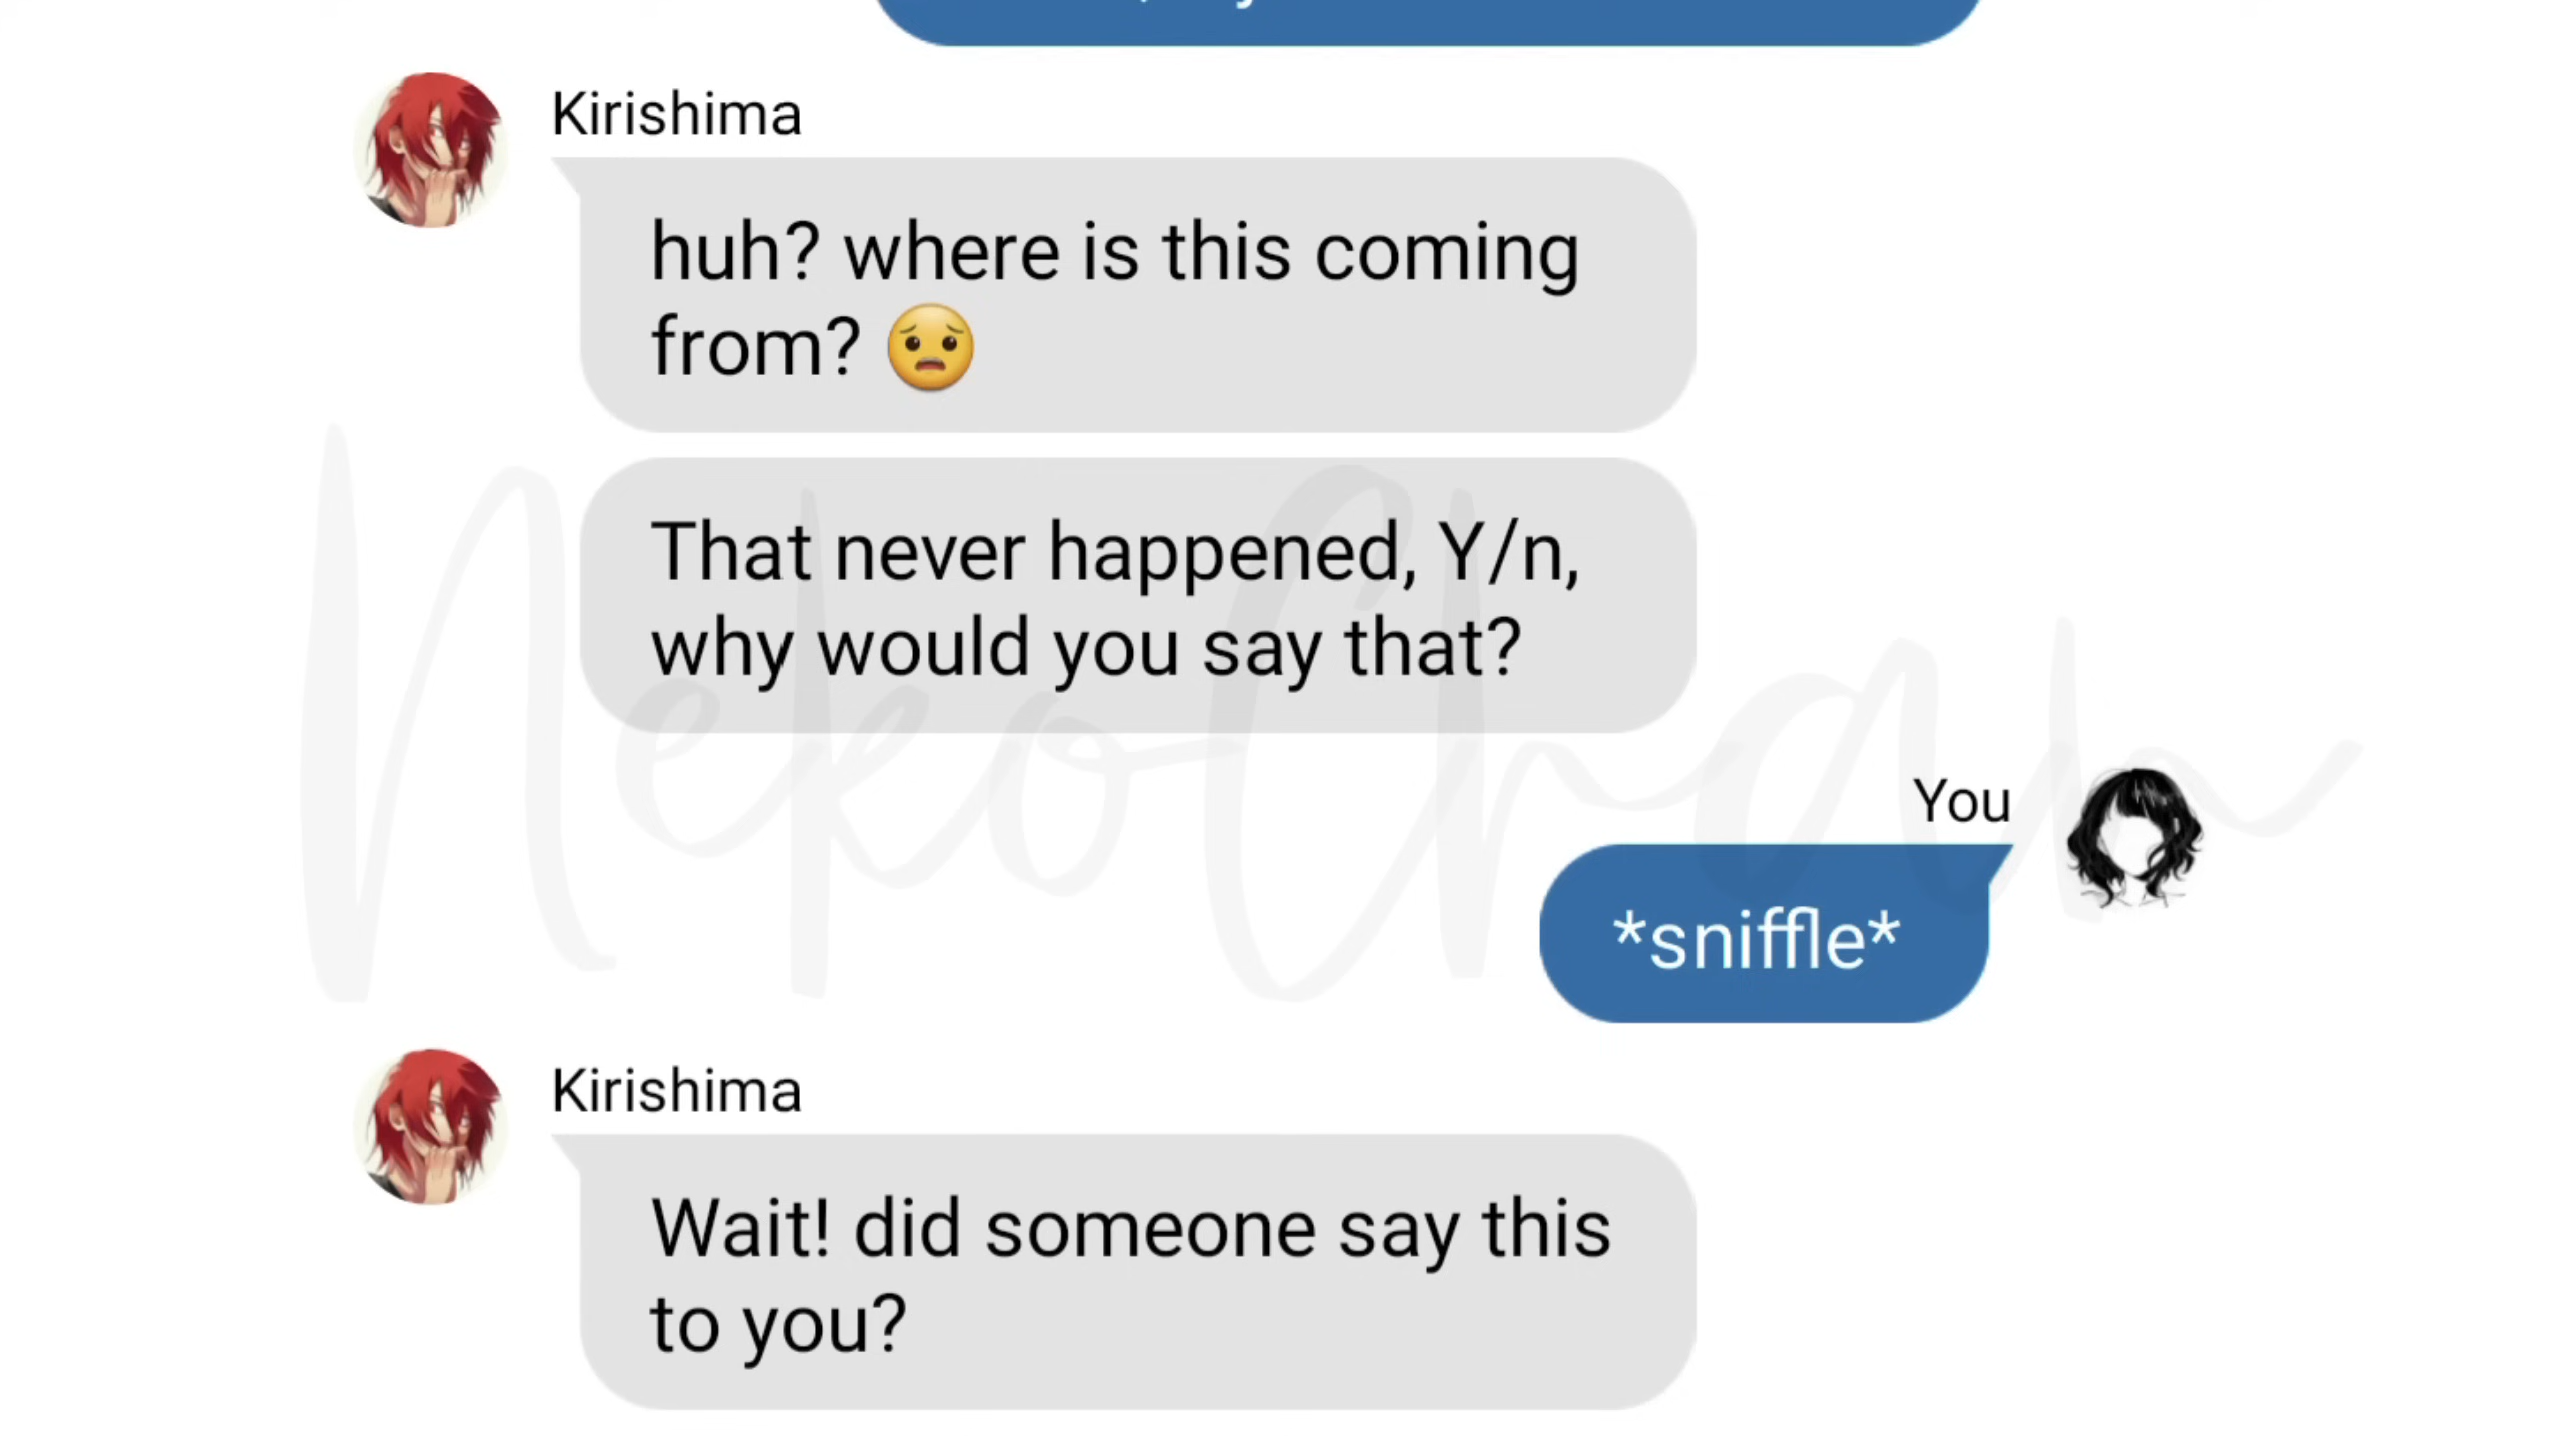 Kirishima
huh? where is this coming
from? 😟
That never happened, Y/n,
why would you say that?
You
*sniffle*
Kirishima
Wait! did someone say this
to you?
NekoChan